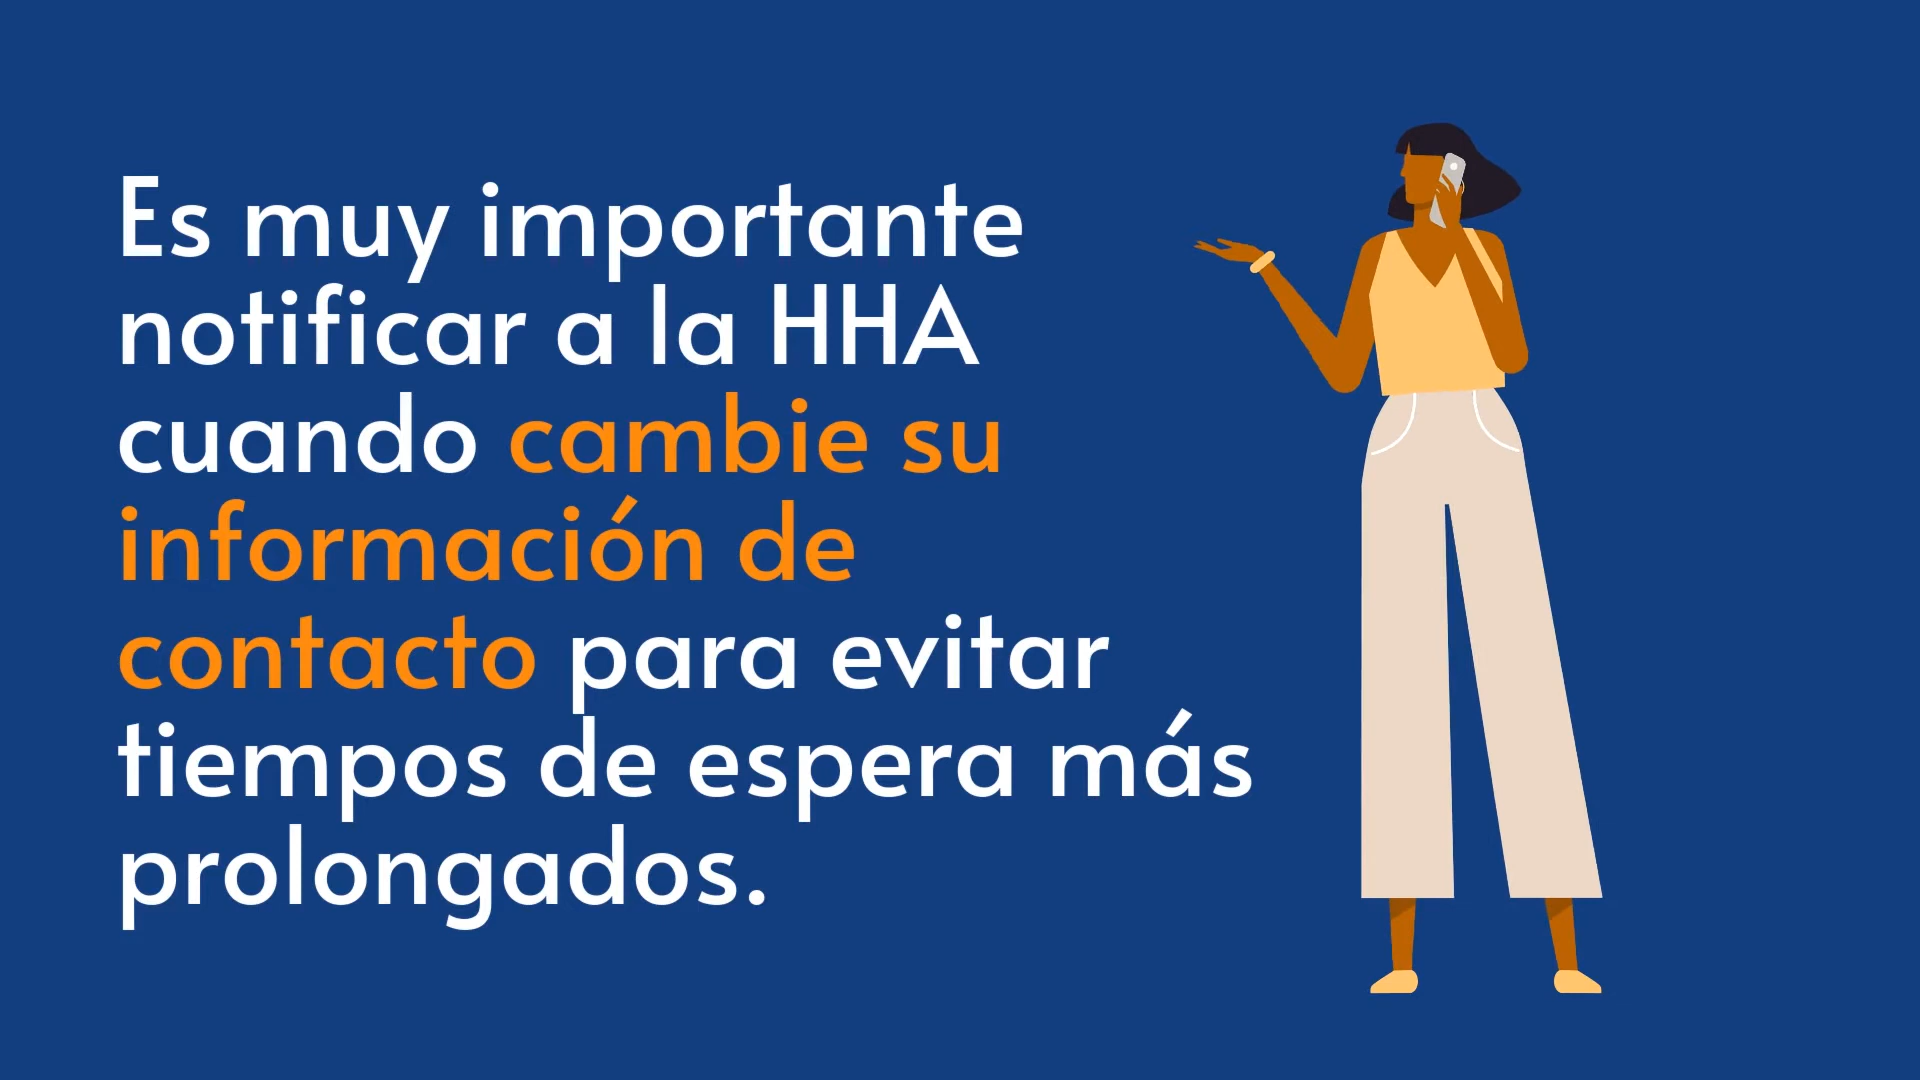 Es muy importante
notificar a la HHA
cuando cambie su
información de
contacto para evitar
tiempos de espera más
prolongados.